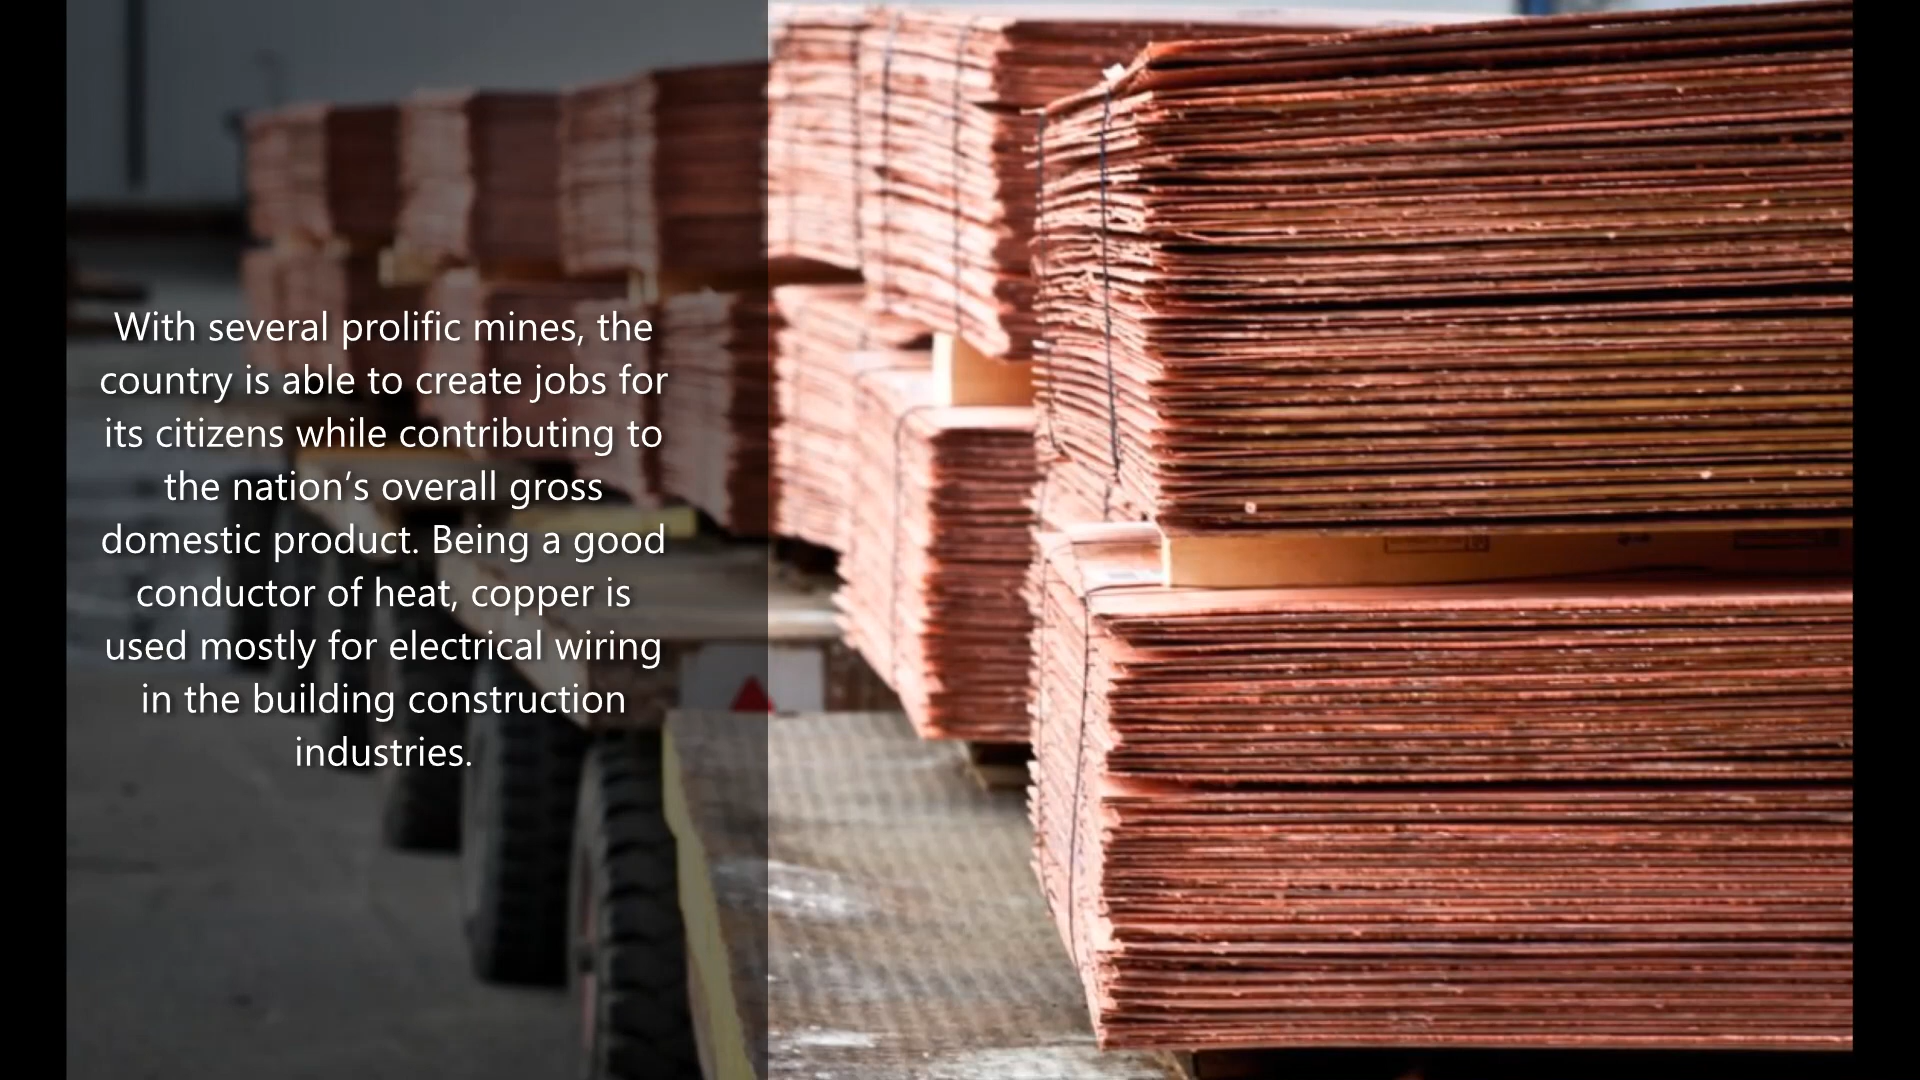 With several prolific mines, the
country is able to create jobs for
its citizens while contributing to
the nation’s overall gross
domestic product. Being a good
conductor of heat, copper is
used mostly for electrical wiring
in the building construction
industries.